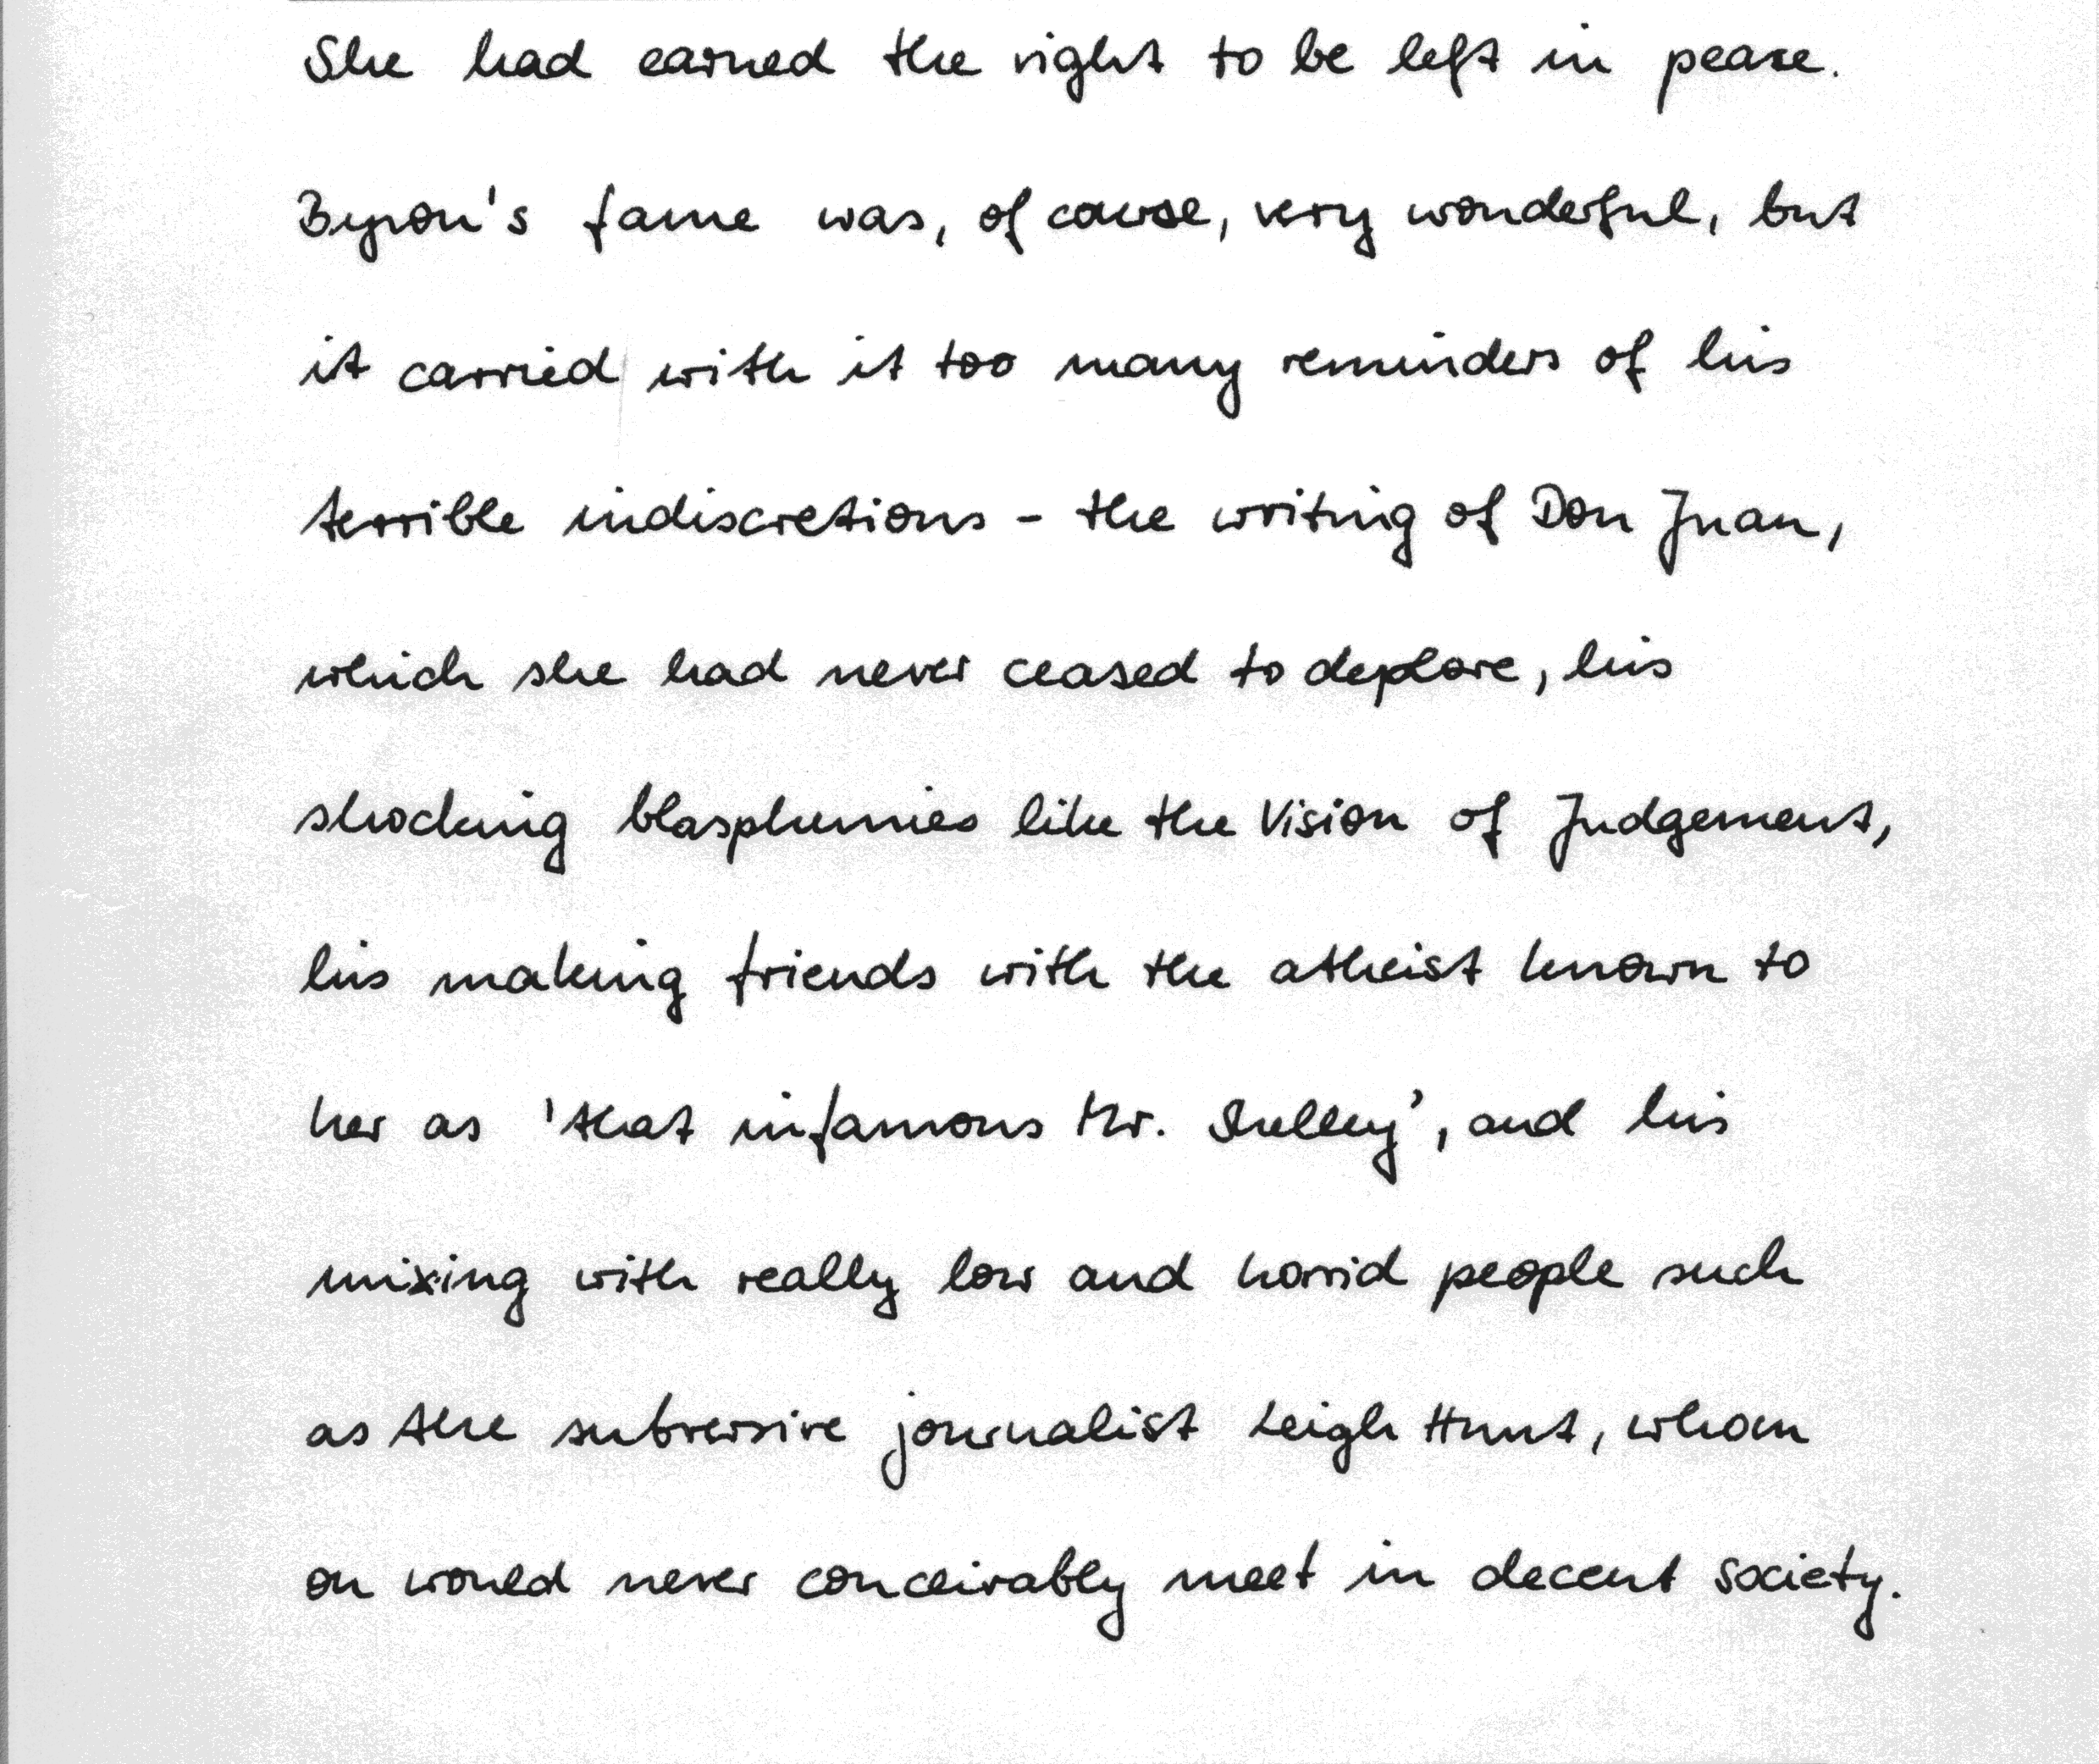 She had earned the right to be left in pease.
Byron's fame was, of course, very wonderful, but
it carried with it too many reminders of his
terrible indiscretions - the writing of Don Juan,
which she had never ceased to deplore, his
shocking blasphemies like the Vision of Judgement,
his making friends with the atheist known to
her as 'that infamous Mr. Shelley', and his
mixing with really low and horrid people such
as the subversive journalist Leigh Hunt, whom
on would never conceivably meet in decent society.